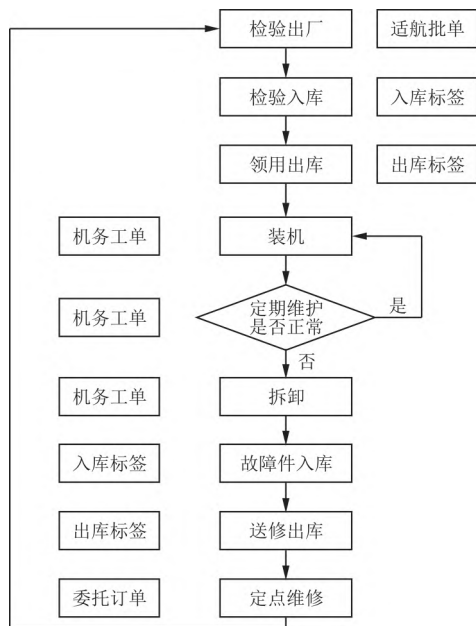 检验出厂
适航批单
检验入库
入库标签
领用出库
出库标签
机务工单
装机
机务工单
定期维护
是否正常
是
否
机务工单
拆卸
入库标签
故障件入库
出库标签
送修出库
委托订单
定点维修